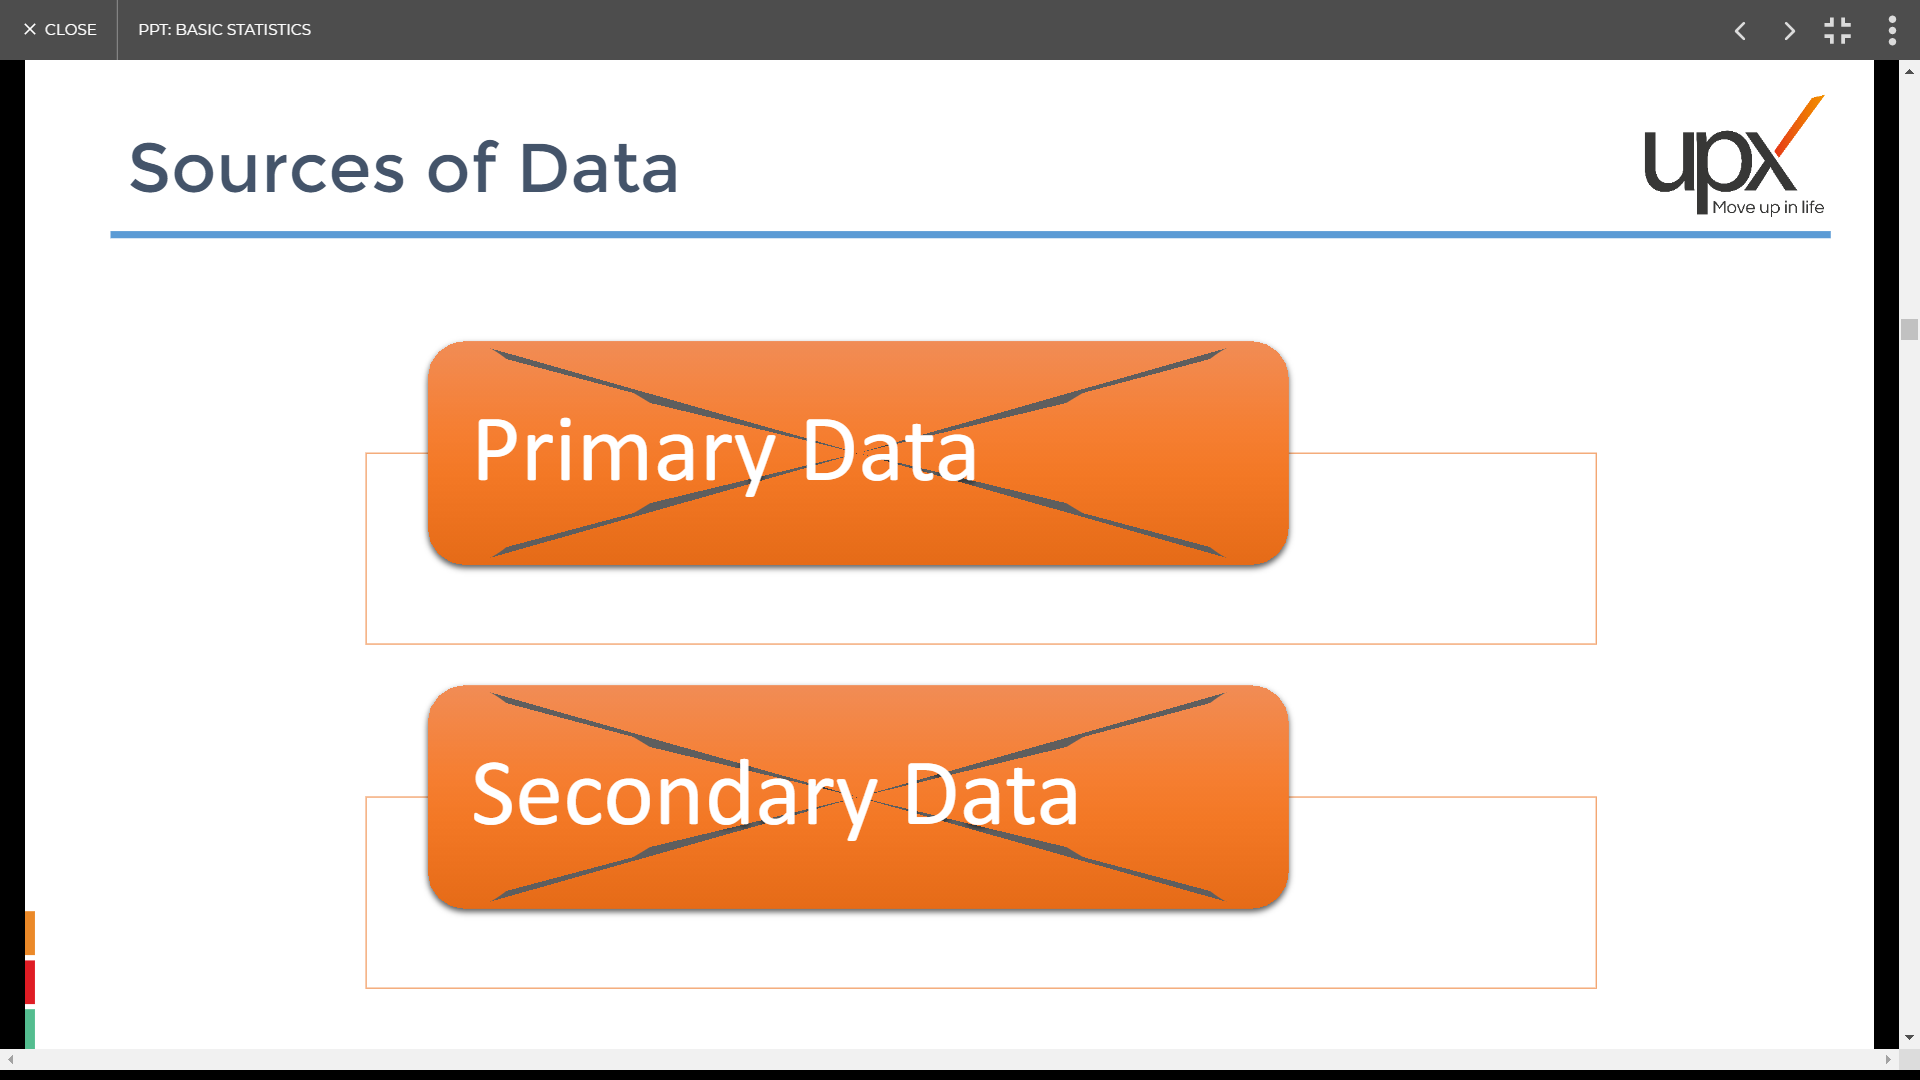 CLOSE
PPT: BASIC STATISTICS
Sources of Data
upx
Move up in life
Primary Data
Secondary Data